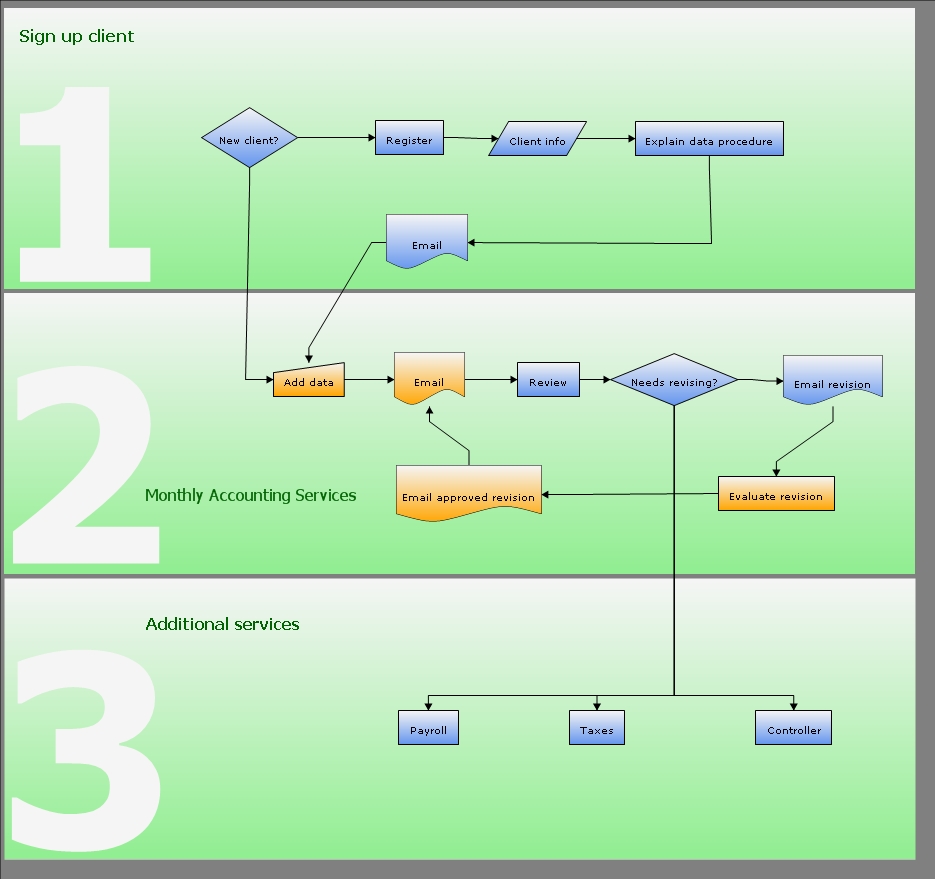 Sign up client
1
New client?
Register
Client info
Explain data procedure
Email
2
Add data
Email
Review
Needs revising?
Email revision
Monthly Accounting Services
Email approved revision
Evaluate revision
3
Additional services
Payroll
Taxes
Controller